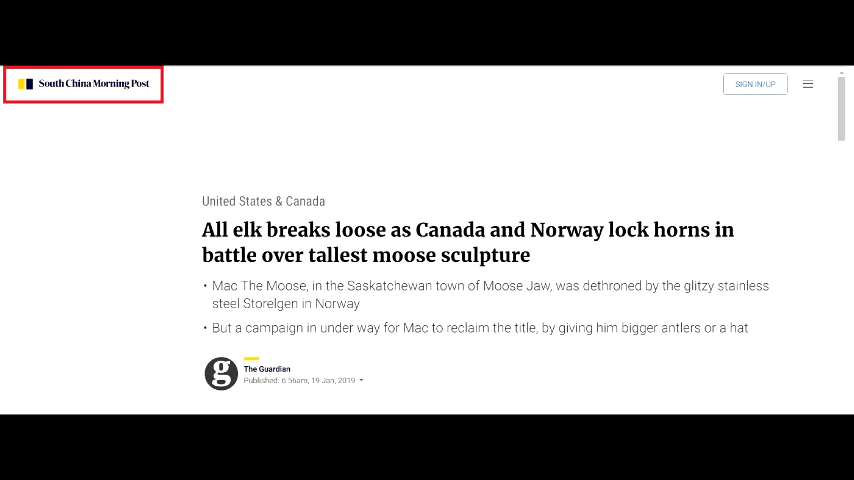 South China Morning Post
SIGN IN/UP
United States & Canada
All elk breaks loose as Canada and Norway lock horns in
battle over tallest moose sculpture
• Mac The Moose, in the Saskatchewan town of Moose Jaw, was dethroned by the glitzy stainless
steel Storelgen in Norway
• But a campaign in under way for Mac to reclaim the title, by giving him bigger antlers or a hat
g
The Guardian
Published: 6:56am, 19 Jan, 2019